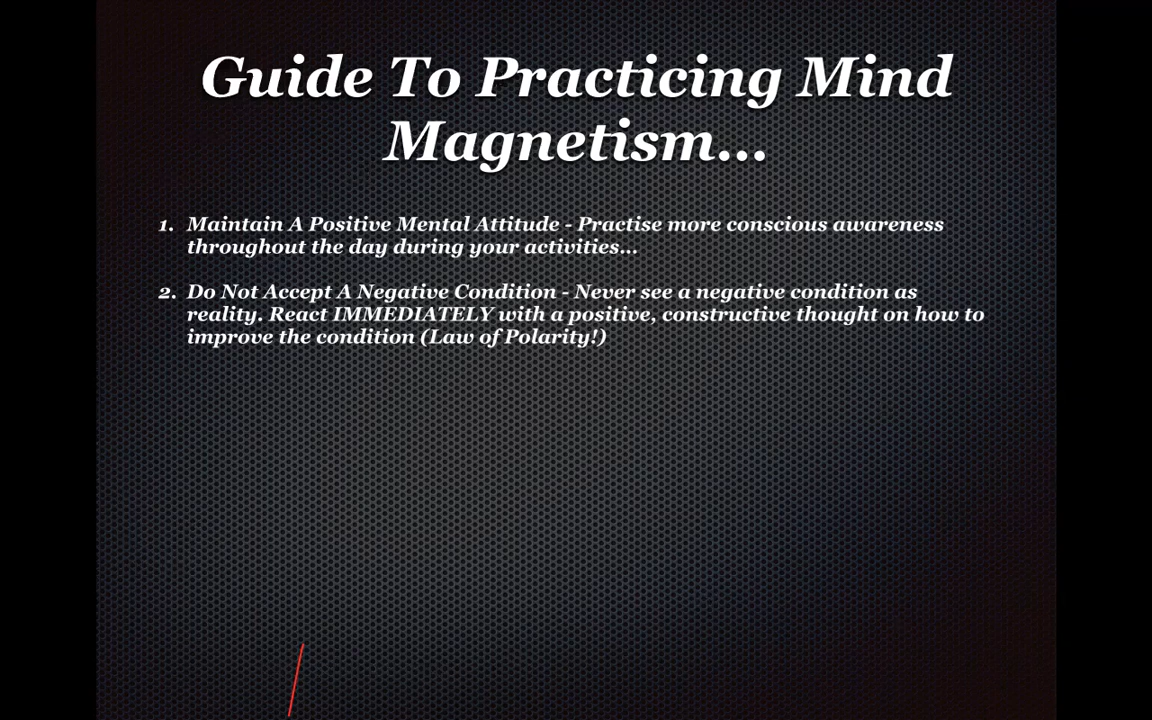 Guide To Practicing Mind
Magnetism...
1. Maintain A Positive Mental Attitude - Practise more conscious awareness
throughout the day during your activities...
2. Do Not Accept A Negative Condition - Never see a negative condition as
reality. React IMMEDIATELY with a positive, constructive thought on how to
improve the condition (Law of Polarity!)